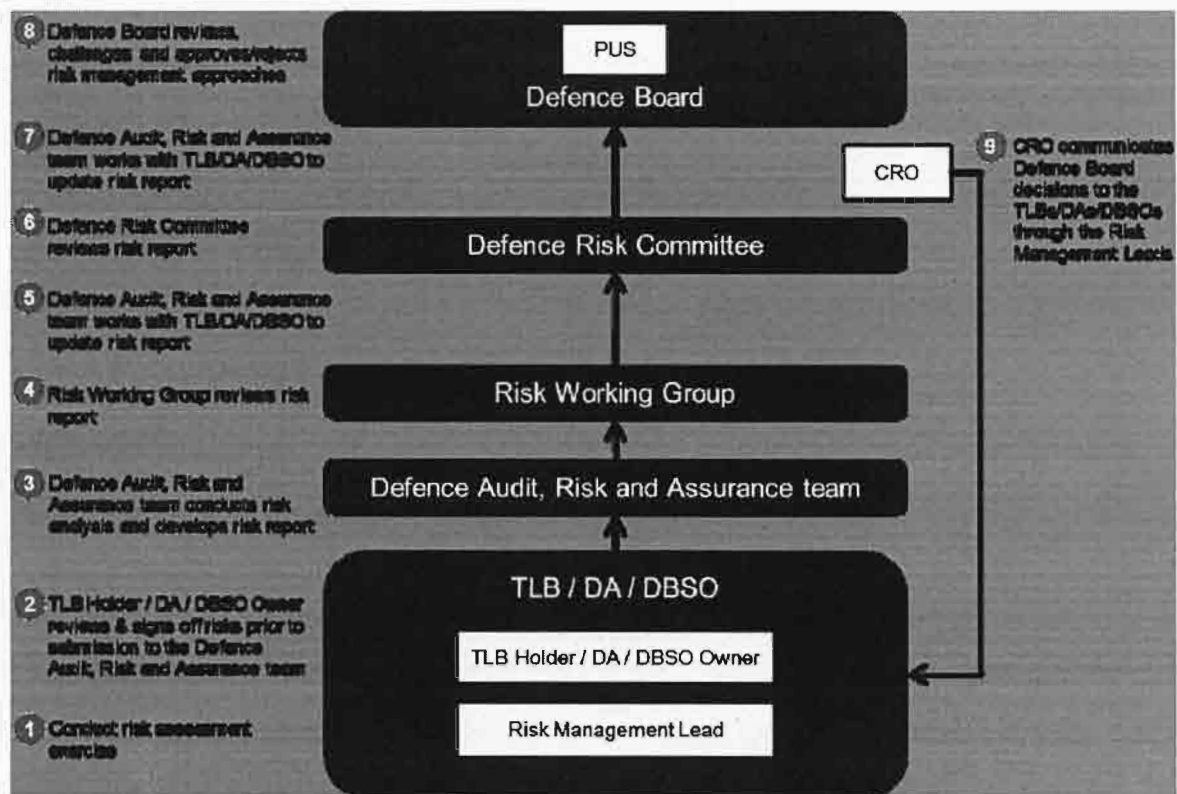 8 Defence Board reviews,
challenges and approves/rejects
risk management approaches
PUS
Defence Board
7 Defence Audit, Risk and Assurance
team works with TLB/DA/DBSO to
update risk report
CRO
9 CRO communicates
Defence Board
decisions to the
TLBs/DAs/DBSOs
through the Risk
Management Leads
6 Defence Risk Committee
reviews risk report
Defence Risk Committee
5 Defence Audit, Risk and Assurance
team works with TLB/DA/DBSO to
update risk report
4 Risk Working Group reviews risk
report
Risk Working Group
3 Defence Audit, Risk and
Assurance team conducts risk
analysis and develops risk report
Defence Audit, Risk and Assurance team
TLB / DA / DBSO
2 TLB Holder / DA / DBSO Owner
reviews & signs off risks prior to
submission to the Defence
Audit, Risk and Assurance team
TLB Holder / DA / DBSO Owner
1 Conduct risk assessment
exercise
Risk Management Lead